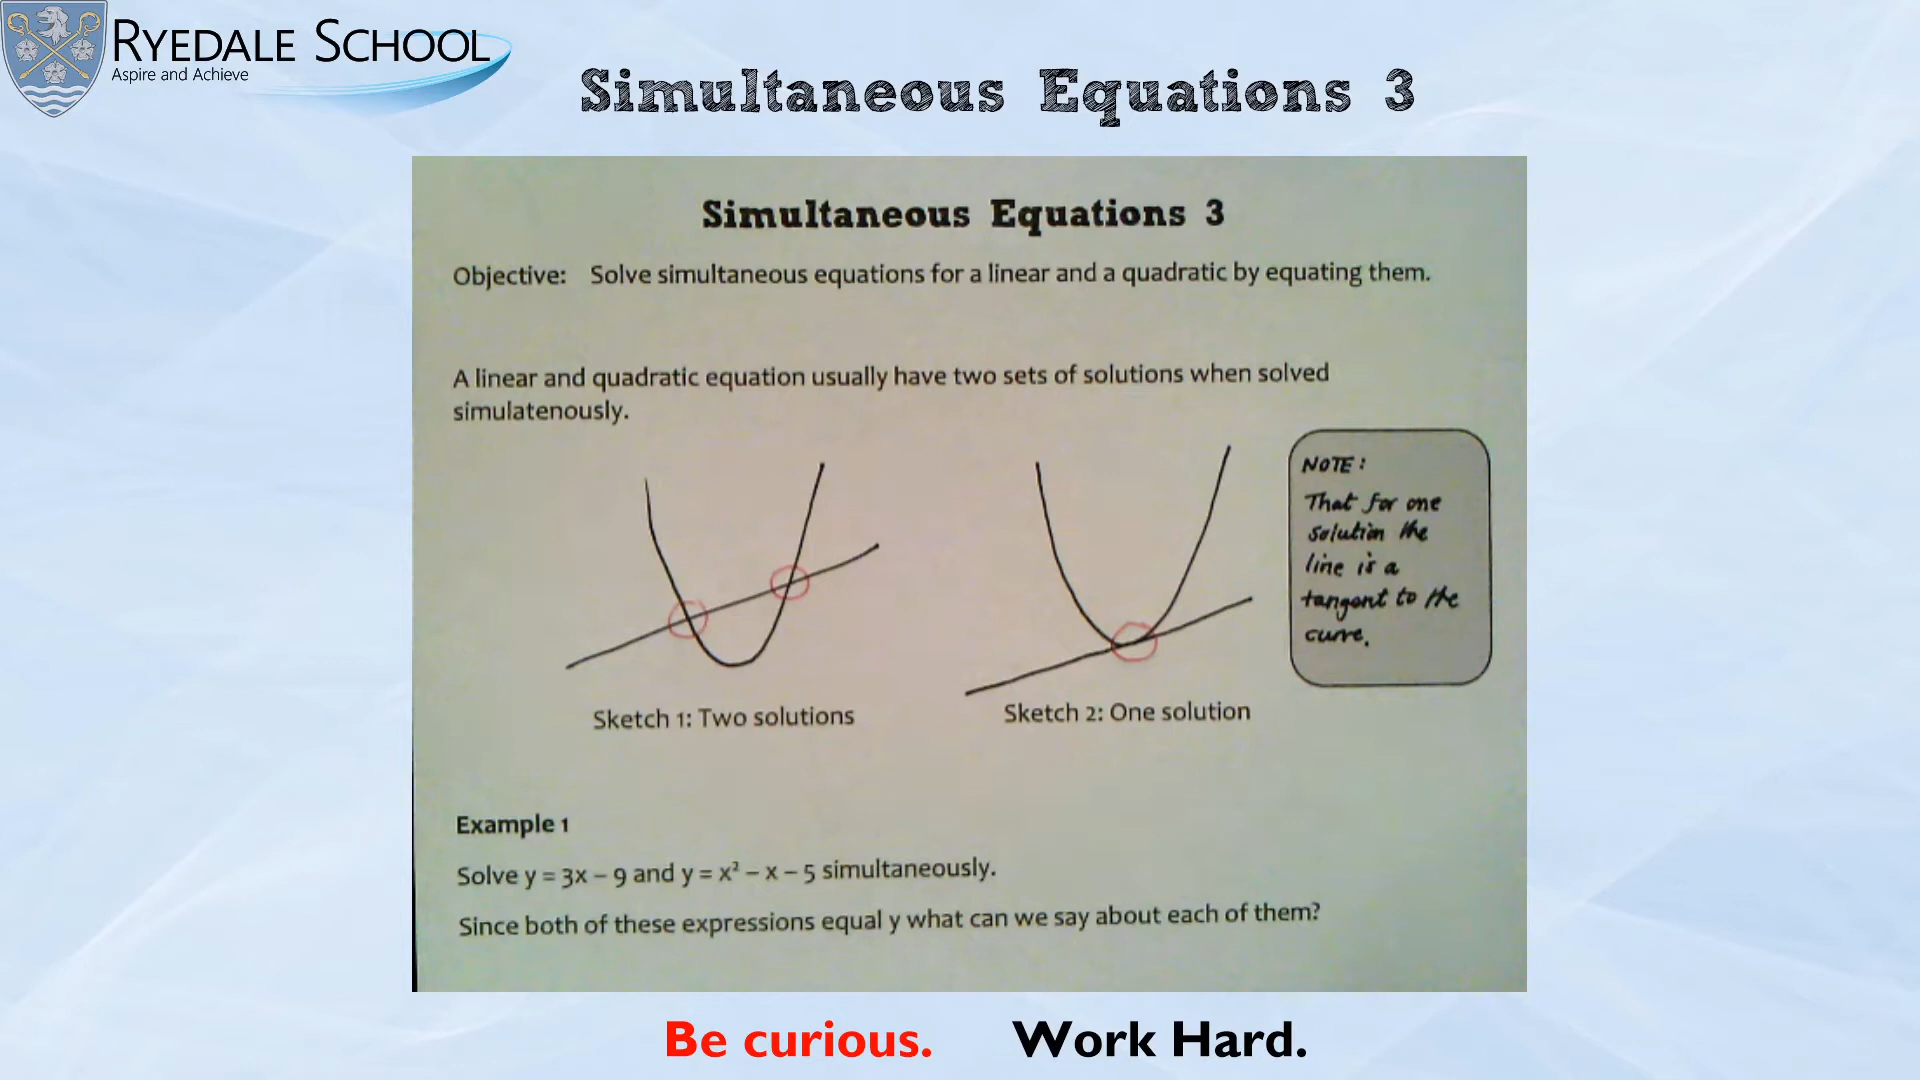 RYEDALE SCHOOL
Aspire and Achieve
Simultaneous Equations 3
Simultaneous Equations 3
Objective: Solve simultaneous equations for a linear and a quadratic by equating them.
A linear and quadratic equation usually have two sets of solutions when solved
simulatenously.
NOTE:
That for one
solution the
line is a
tangent to the
curve.
Sketch 1: Two solutions
Sketch 2: One solution
Example 1
Solve y = 3x – 9 and y = x² – x – 5 simultaneously.
Since both of these expressions equal y what can we say about each of them?
Be curious. Work Hard.